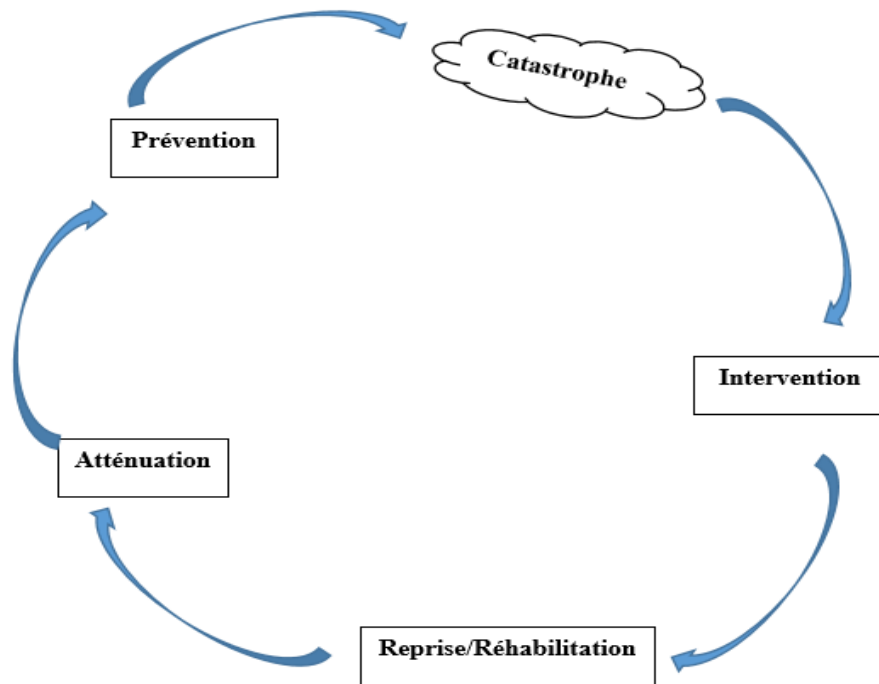 Catastrophe
Prévention
Intervention
Atténuation
Reprise/Réhabilitation